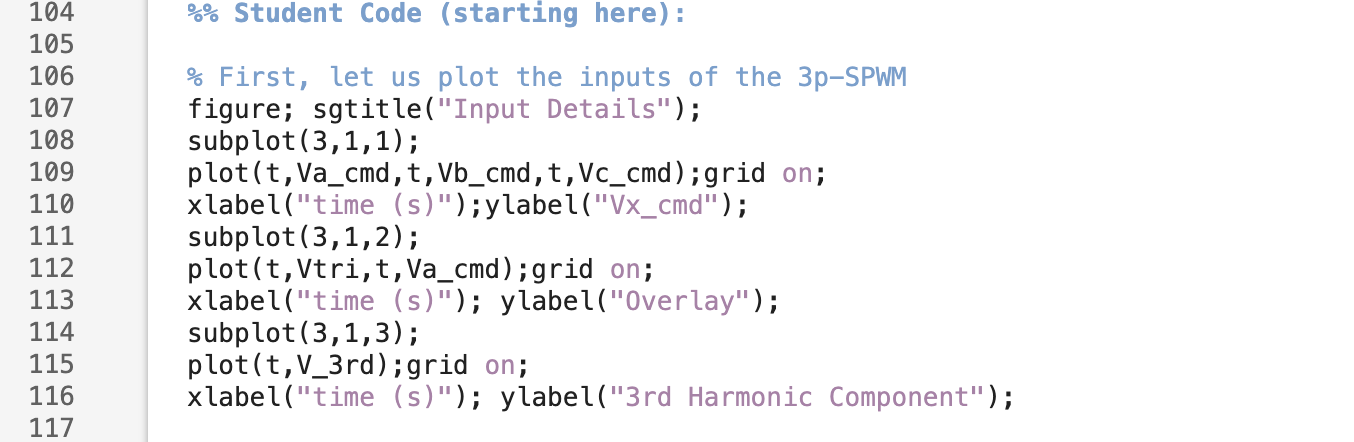 104 %% Student Code (starting here):
105
106 % First, let us plot the inputs of the 3p-SPWM
107 figure; sgtitle("Input Details");
108 subplot(3,1,1);
109 plot(t,Va_cmd,t,Vb_cmd,t,Vc_cmd);grid on;
110 xlabel("time (s)");ylabel("Vx_cmd");
111 subplot(3,1,2);
112 plot(t,Vtri,t,Va_cmd);grid on;
113 xlabel("time (s)"); ylabel("Overlay");
114 subplot(3,1,3);
115 plot(t,V_3rd);grid on;
116 xlabel("time (s)"); ylabel("3rd Harmonic Component");
117